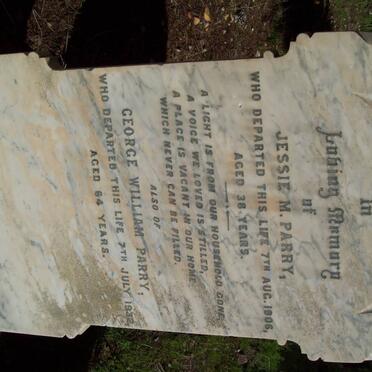 In
Loving Memory
of
JESSIE M. PARRY,
WHO DEPARTED THIS LIFE 7TH AUG. 1906,
AGED 38 YEARS.
A LIGHT IS FROM OUR HOUSEHOLD GONE,
A VOICE WE LOVED IS STILLED,
A PLACE IS VACANT IN OUR HOME
WHICH NEVER CAN BE FILLED.
ALSO OF
GEORGE WILLIAM PARRY;
WHO DEPARTED THIS LIFE 7TH JULY, 1932,
AGED 64 YEARS.